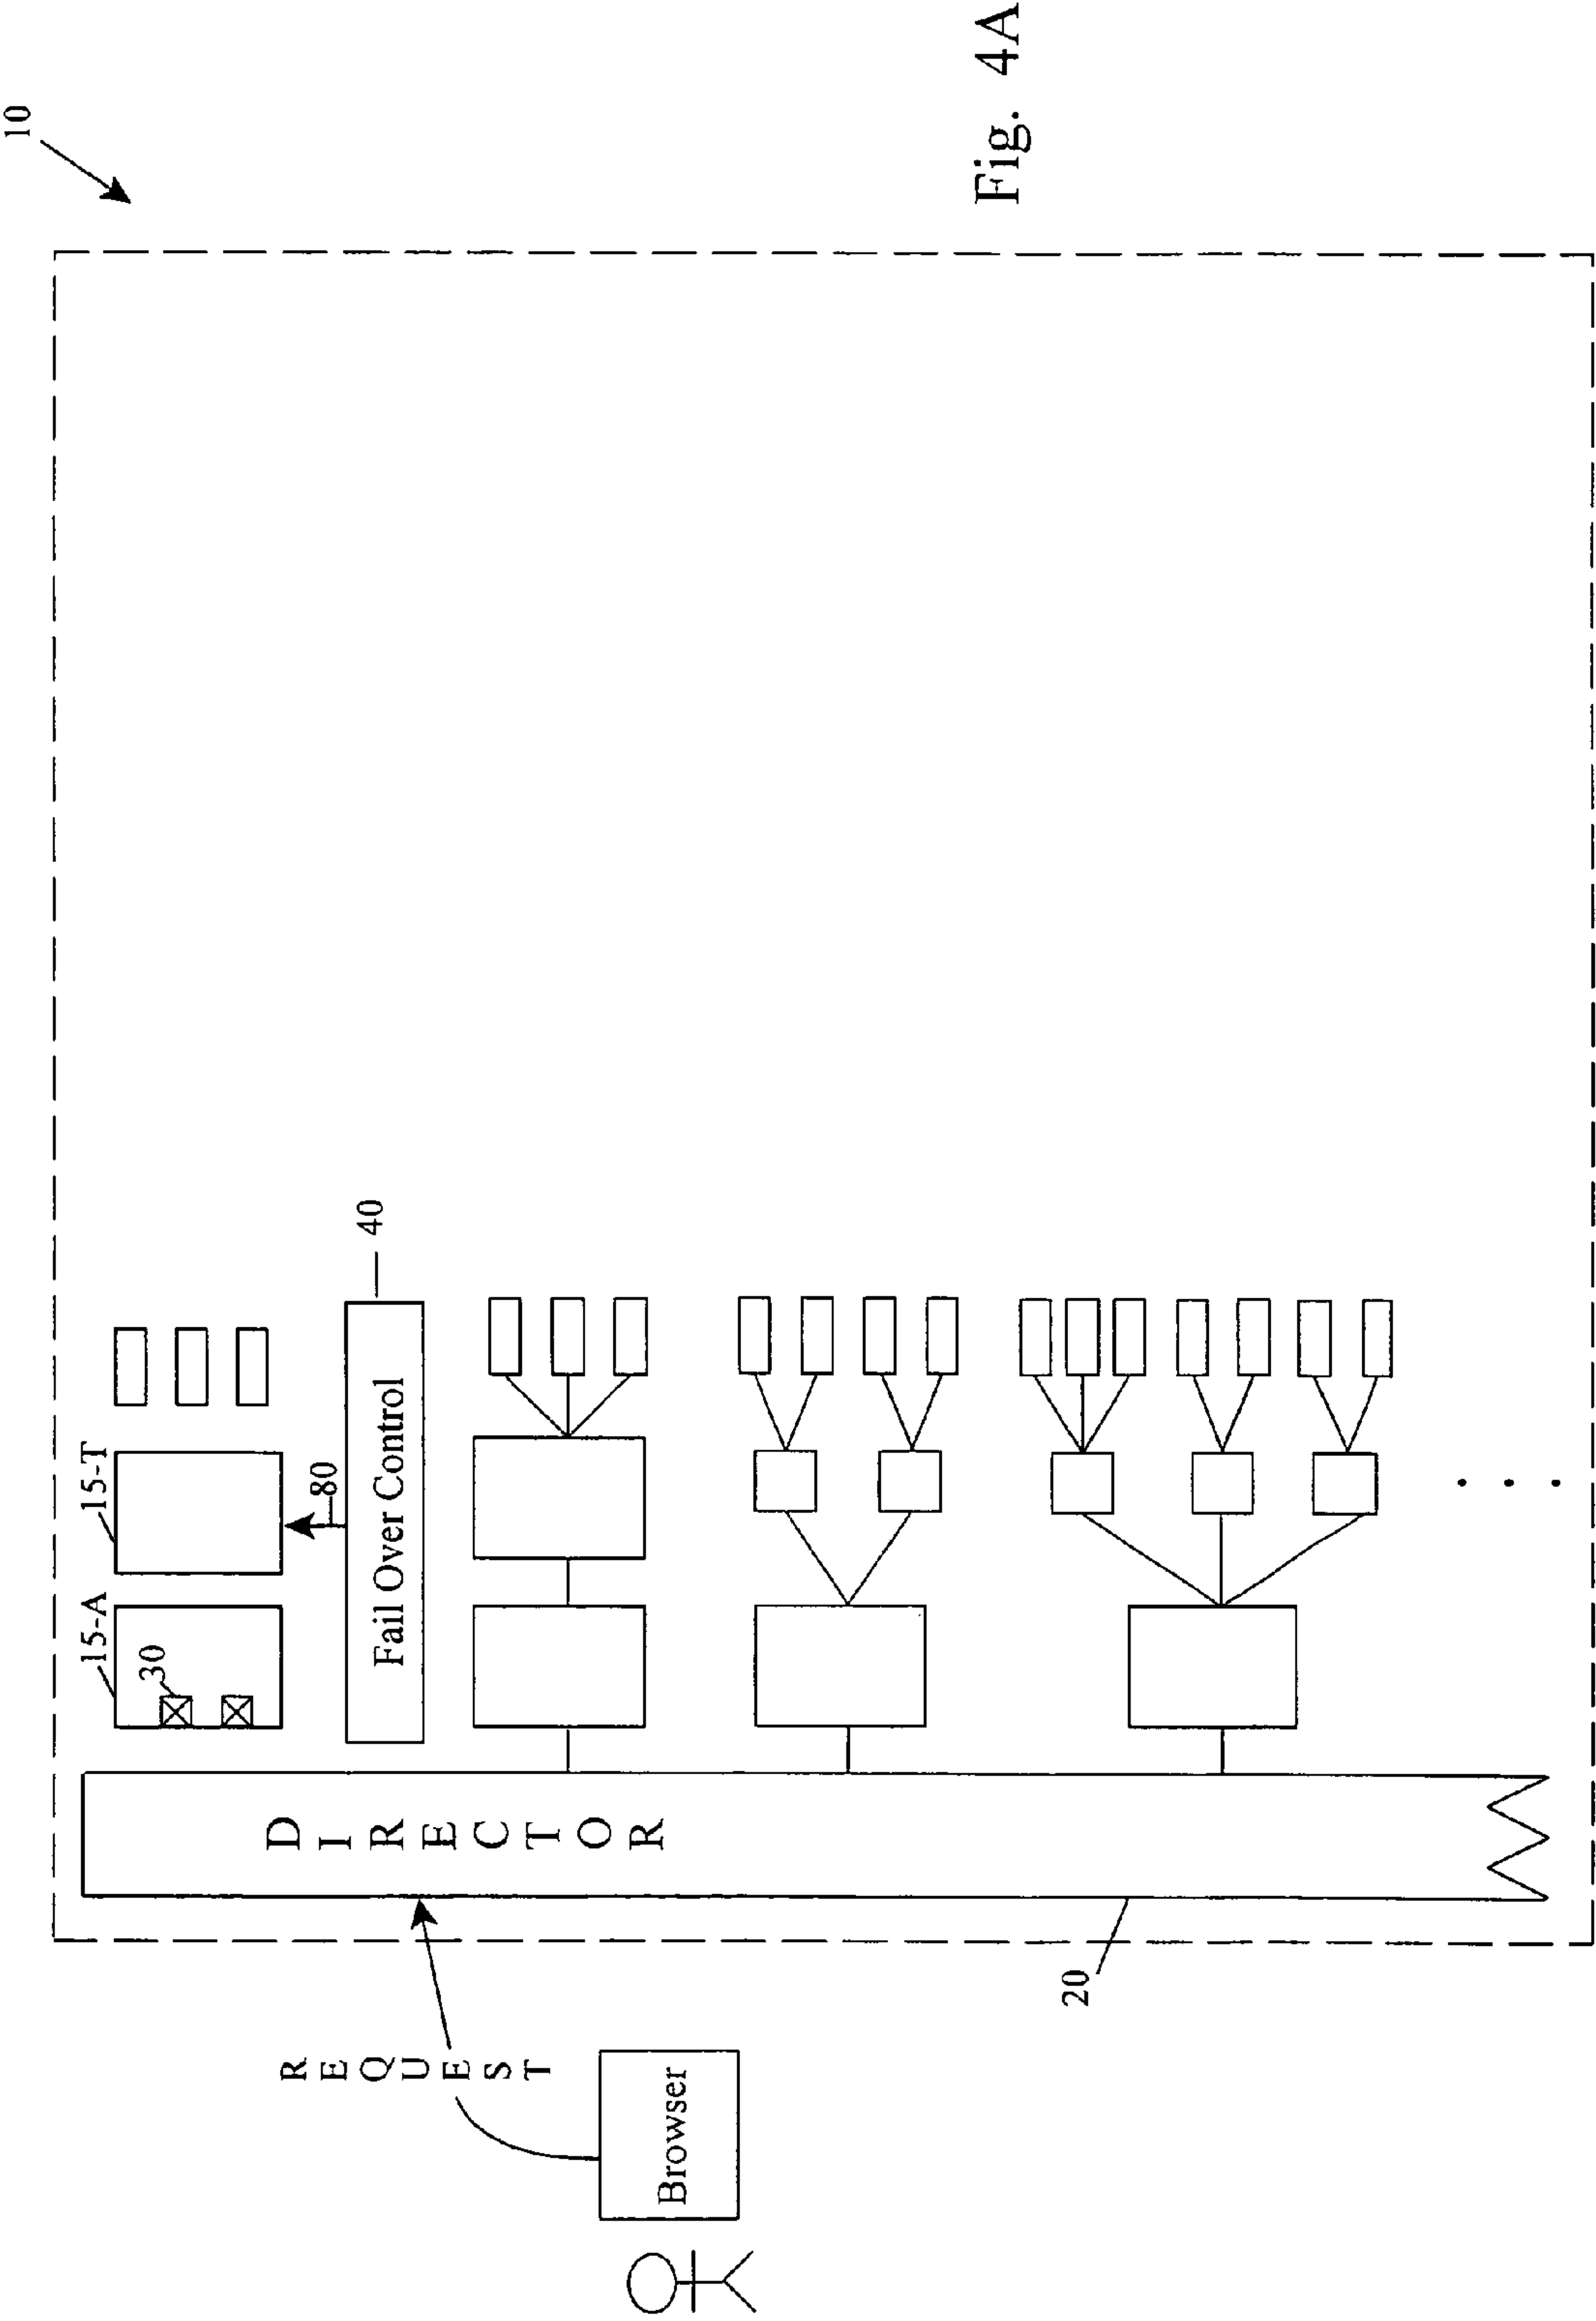 10
15-A
15-T
30
80
40
Fail Over Control
DIRECTOR
REQUEST
Browser
20
Fig. 4A